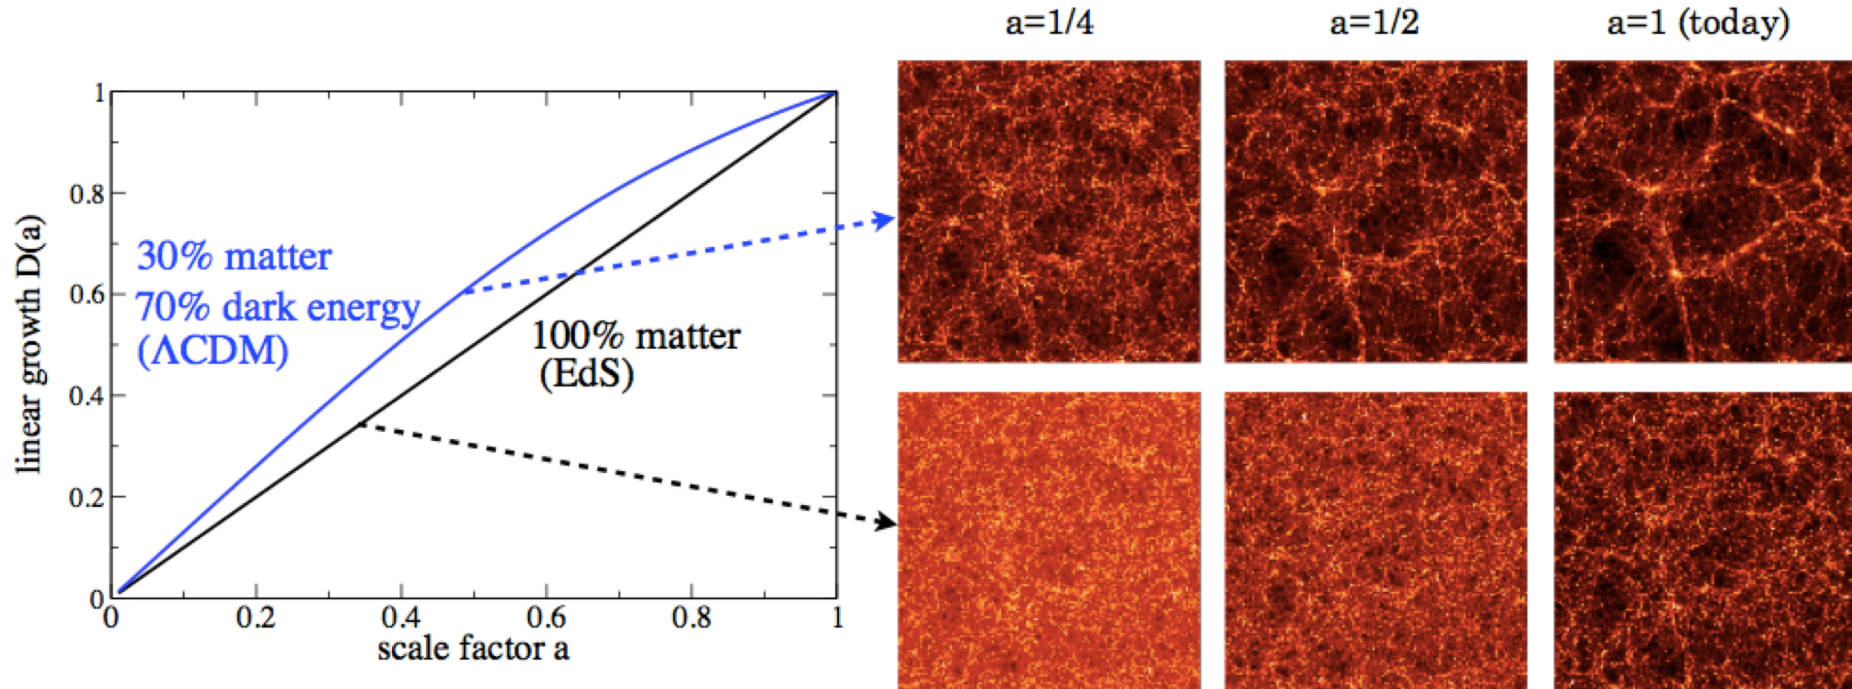 a=1/4
a=1/2
a=1 (today)
1
0.8
0.6
0.4
0.2
0
linear growth D(a)
30% matter
70% dark energy
(ΛCDM)
100% matter
(EdS)
0
0.2
0.4
0.6
0.8
1
scale factor a